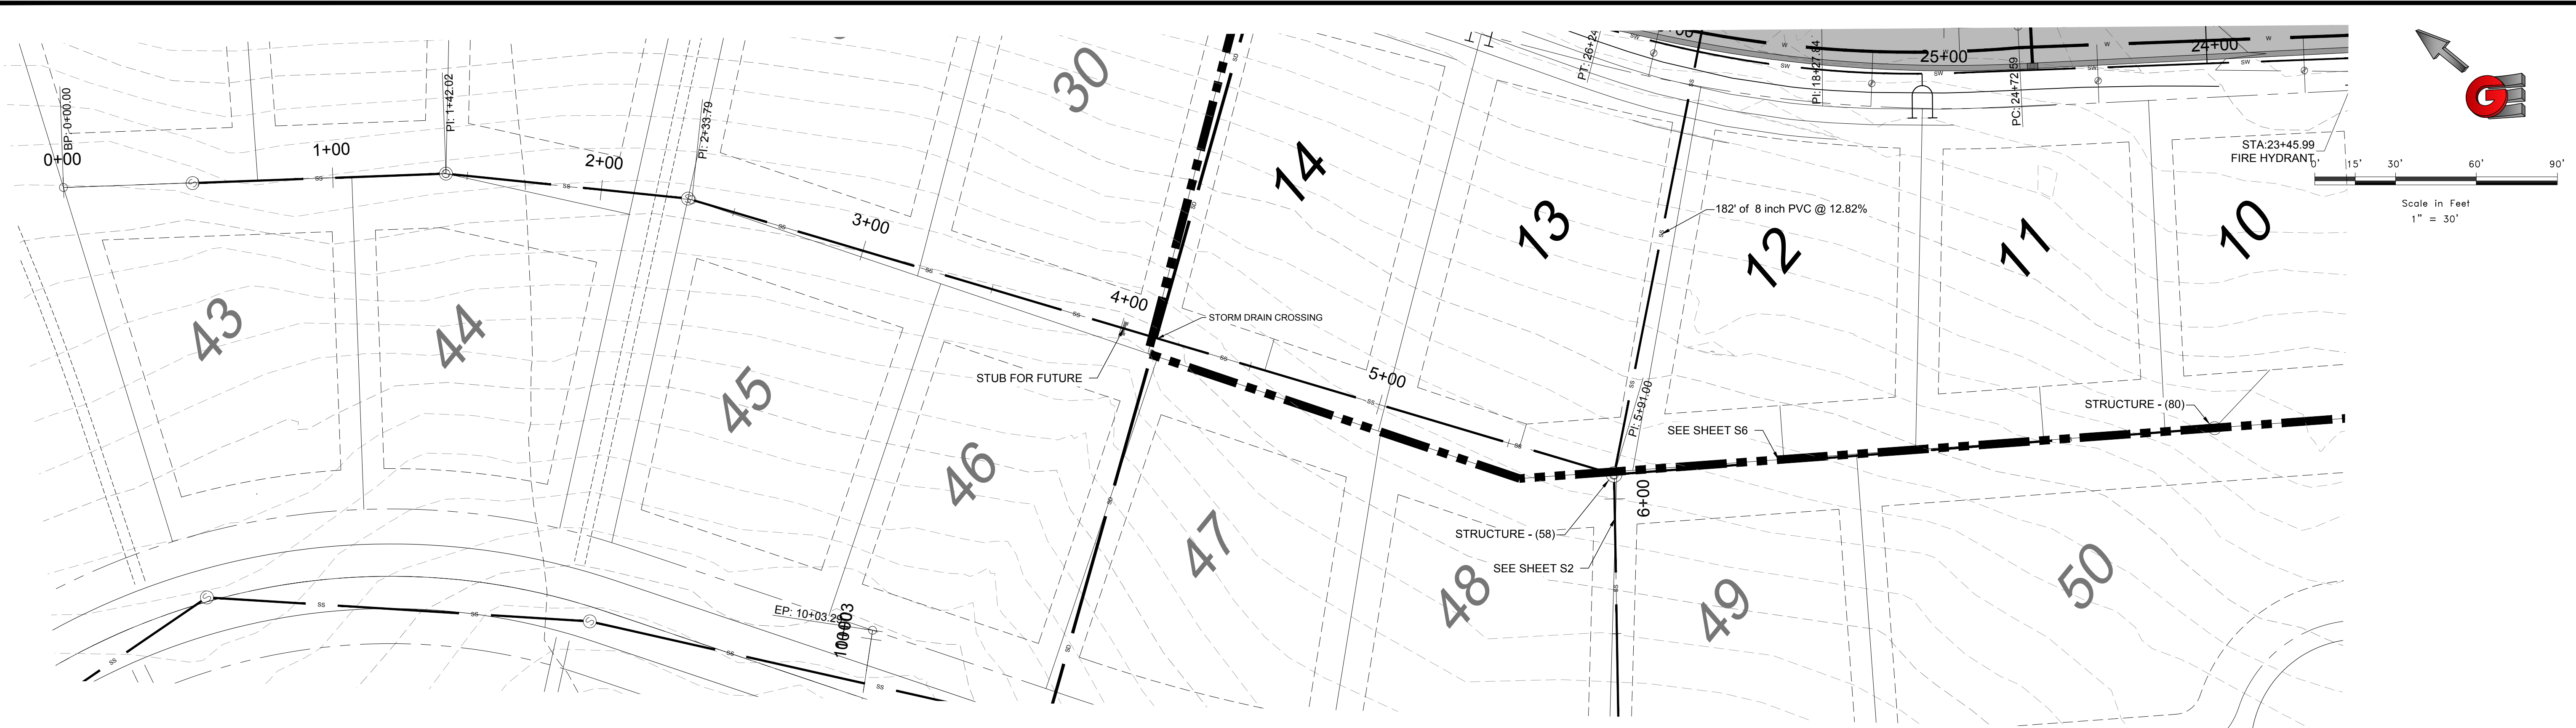 0+00
BP: 0+00.00
1+00
PI: 1+42.02
2+00
PI: 2+33.79
3+00
4+00
5+00
6+00
PI: 5+91.00
30
14
13
12
11
10
43
44
45
46
47
48
49
50
PI: 18+27.84
25+00
PC: 24+72.59
24+00
STA:23+45.99
FIRE HYDRANT
0' 15' 30' 60' 90'
Scale in Feet
1" = 30'
G
182' of 8 inch PVC @ 12.82%
STORM DRAIN CROSSING
STUB FOR FUTURE
STRUCTURE - (80)
SEE SHEET S6
STRUCTURE - (58)
SEE SHEET S2
EP: 10+03.29
SS
SD
SW
W